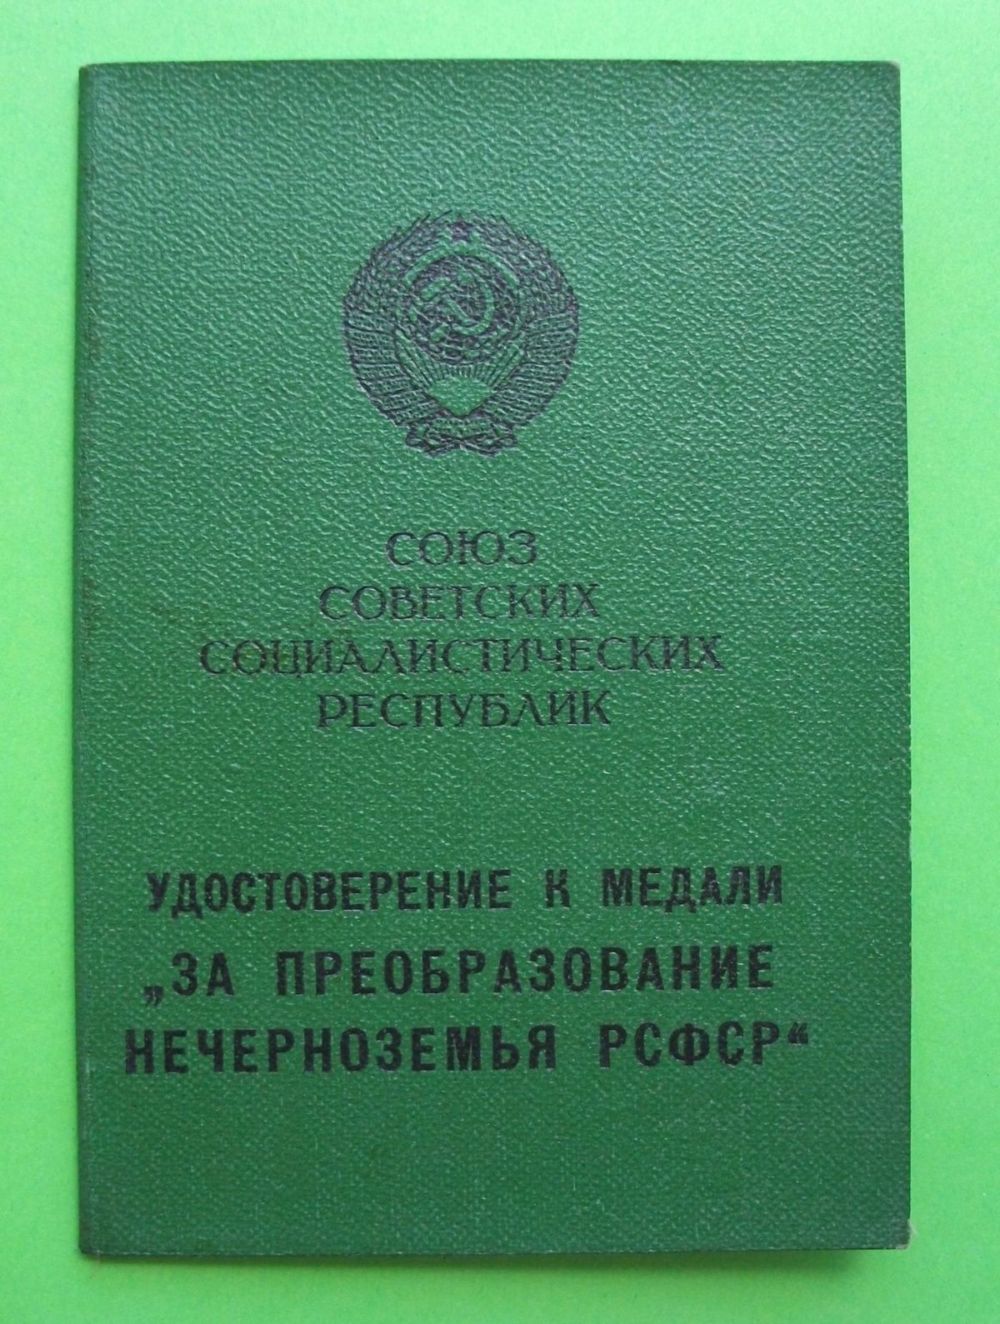 СОЮЗ
СОВЕТСКИХ
СОЦИАЛИСТИЧЕСКИХ
РЕСПУБЛИК
УДОСТОВЕРЕНИЕ К МЕДАЛИ
„ЗА ПРЕОБРАЗОВАНИЕ
НЕЧЕРНОЗЕМЬЯ РСФСР“